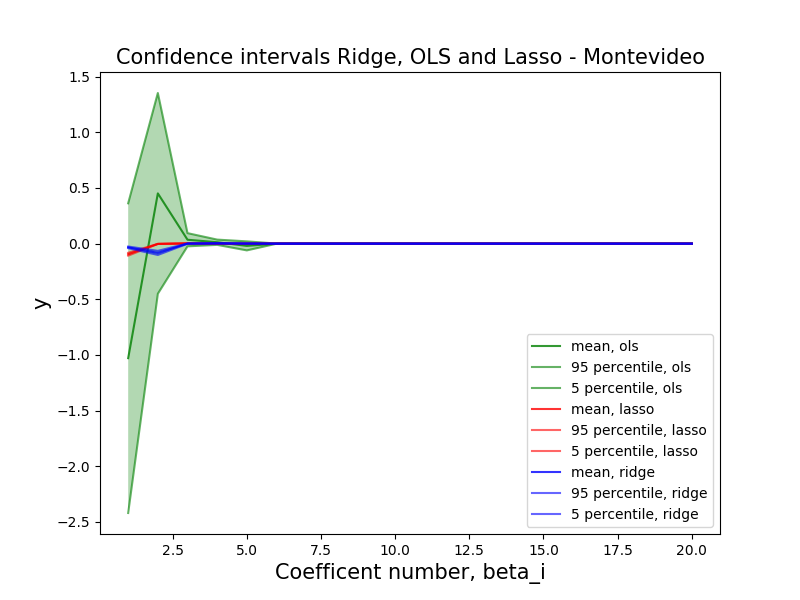 Confidence intervals Ridge, OLS and Lasso - Montevideo
1.5
1.0
0.5
0.0
−0.5
−1.0
−1.5
−2.0
−2.5
y
mean, ols
95 percentile, ols
5 percentile, ols
mean, lasso
95 percentile, lasso
5 percentile, lasso
mean, ridge
95 percentile, ridge
5 percentile, ridge
2.5 5.0 7.5 10.0 12.5 15.0 17.5 20.0
Coefficent number, beta_i